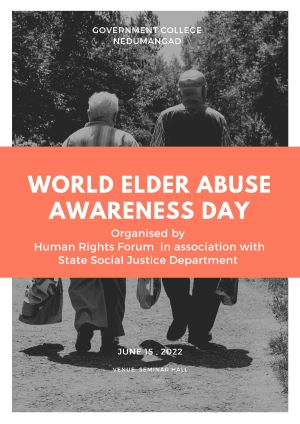 GOVERNMENT COLLEGE
NEDUMANGAD
WORLD ELDER ABUSE
AWARENESS DAY
Organised by
Human Rights Forum in association with
State Social Justice Department
JUNE 15 , 2022
VENUE: SEMINAR HALL